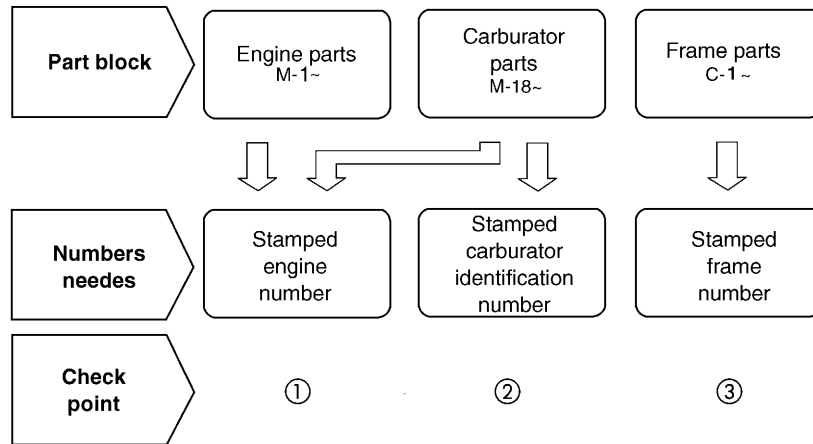 Part block
Engine parts
M-1~
Carburator
parts
M-18~
Frame parts
C-1 ~
Numbers
needes
Stamped
engine
number
Stamped
carburator
identification
number
Stamped
frame
number
Check
point
①
②
③